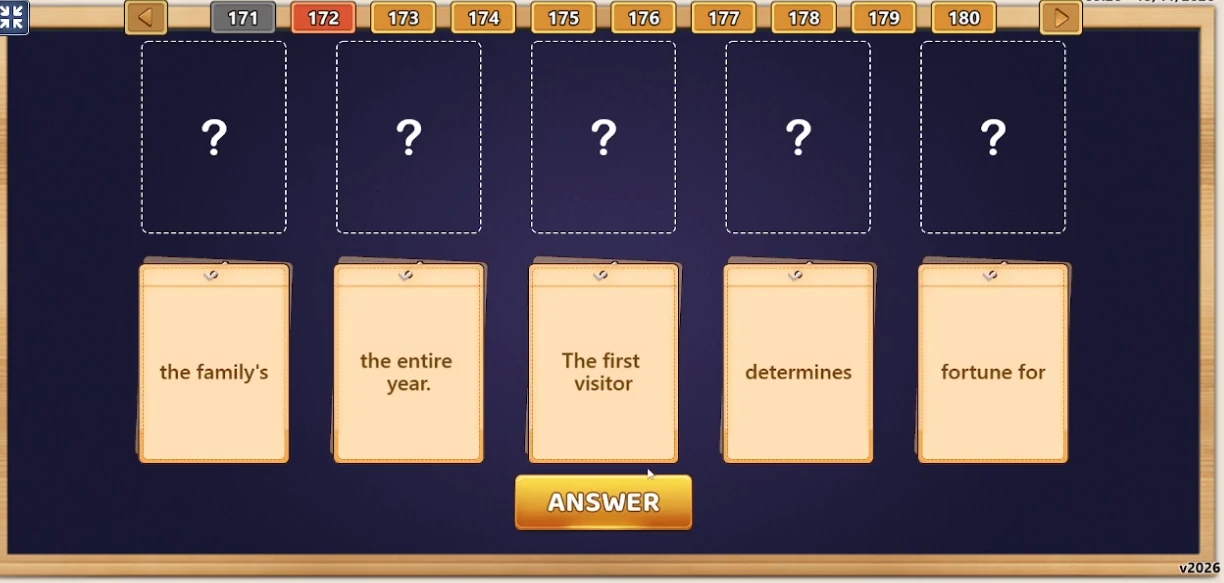 171 172 173 174 175 176 177 178 179 180
? ? ? ? ?
the family's
the entire
year.
The first
visitor
determines
fortune for
ANSWER
v2026